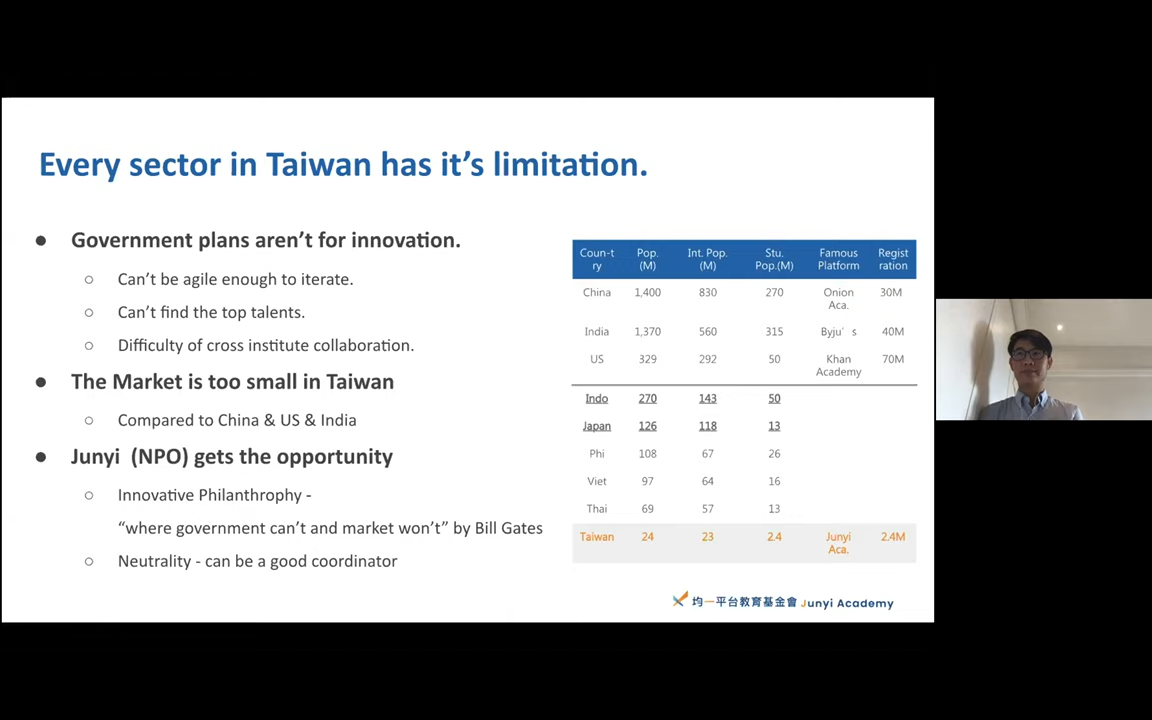 Every sector in Taiwan has it's limitation.
● Government plans aren't for innovation.
○ Can't be agile enough to iterate.
○ Can't find the top talents.
○ Difficulty of cross institute collaboration.
● The Market is too small in Taiwan
○ Compared to China & US & India
● Junyi (NPO) gets the opportunity
○ Innovative Philanthrophy -
“where government can't and market won't” by Bill Gates
○ Neutrality - can be a good coordinator
Coun-t Pop. Int. Pop. Stu. Famous Regist
ry (M) (M) Pop.(M) Platform ration
China 1,400 830 270 Onion 30M
Aca.
India 1,370 560 315 Byju's 40M
US 329 292 50 Khan 70M
Academy
Indo 270 143 50
Japan 126 118 13
Phi 108 67 26
Viet 97 64 16
Thai 69 57 13
Taiwan 24 23 2.4 Junyi 2.4M
Aca.
均一平台教育基金會 Junyi Academy